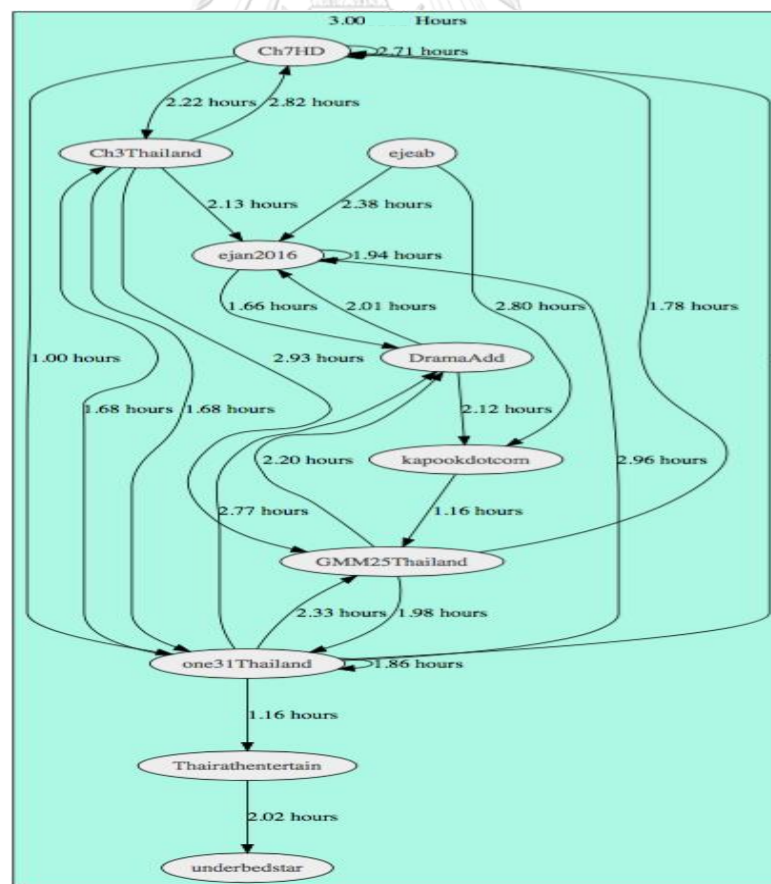 3.00 Hours
Ch7HD
2.71 hours
2.22 hours
2.82 hours
Ch3Thailand
ejeab
2.13 hours
2.38 hours
ejan2016
1.94 hours
1.66 hours
2.01 hours
2.80 hours
1.78 hours
1.00 hours
2.93 hours
DramaAdd
1.68 hours
1.68 hours
2.12 hours
2.20 hours
kapookdotcom
2.96 hours
2.77 hours
1.16 hours
GMM25Thailand
2.33 hours
1.98 hours
one31Thailand
1.86 hours
1.16 hours
Thairathentertain
2.02 hours
underbedstar